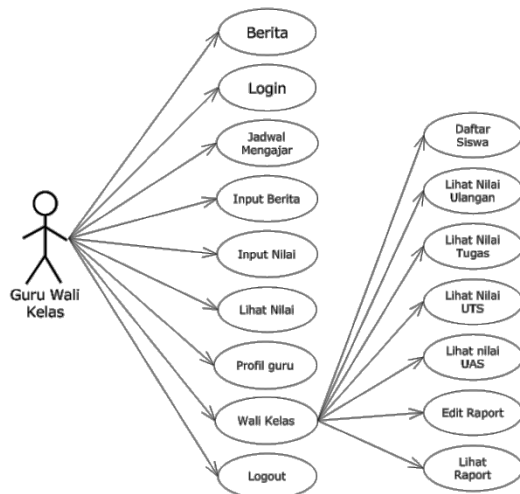 Berita
Login
Jadwal
Mengajar
Input Berita
Input Nilai
Lihat Nilai
Profil guru
Wali Kelas
Logout
Guru Wali
Kelas
Daftar
Siswa
Lihat Nilai
Ulangan
Lihat Nilai
Tugas
Lihat Nilai
UTS
Lihat nilai
UAS
Edit Raport
Lihat
Raport